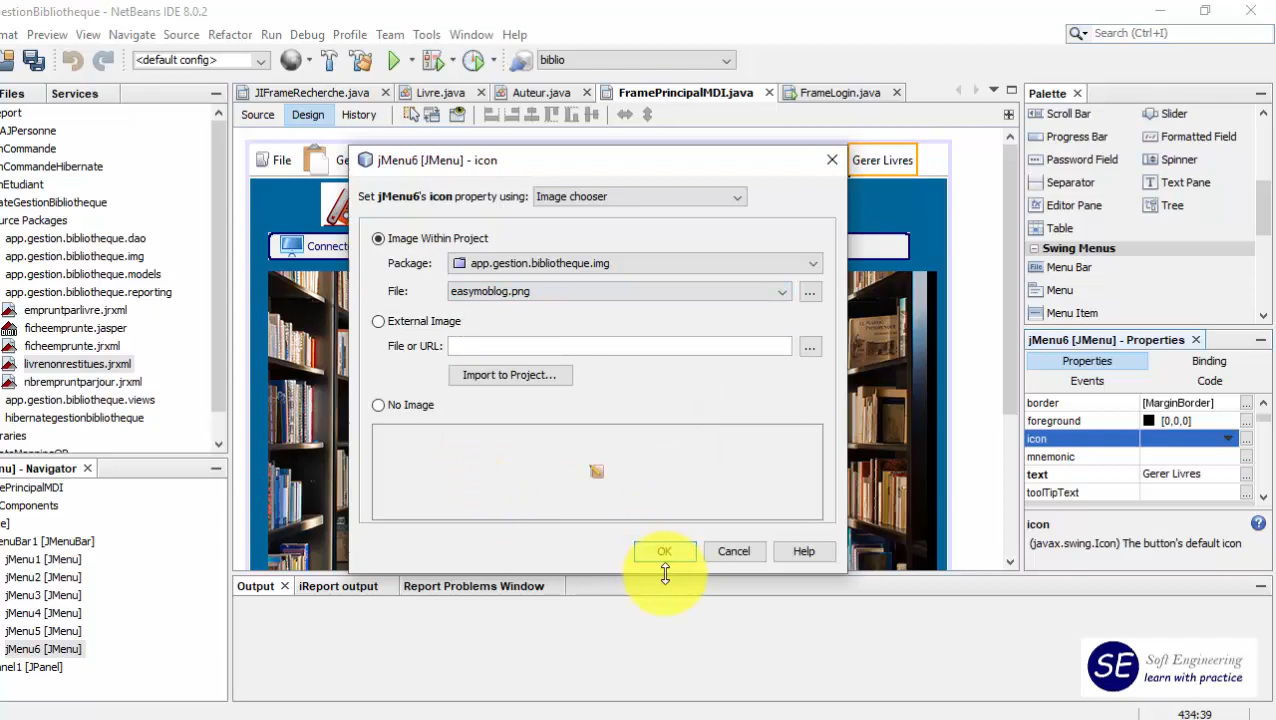 GestionBibliotheque - NetBeans IDE 8.0.2
mat Preview View Navigate Source Refactor Run Debug Profile Team Tools Window Help
Search (Ctrl+I)
<default config>
biblio
Files Services
JIFrameRecherche.java Livre.java Auteur.java FramePrincipalMDI.java FrameLogin.java
Source Design History
port
AJPersonne
nCommande
nCommandeHibernate
nEtudiant
ateGestionBibliotheque
urce Packages
app.gestion.bibliotheque.dao
app.gestion.bibliotheque.img
app.gestion.bibliotheque.models
app.gestion.bibliotheque.reporting
empruntparlivre.jrxml
ficheemprunte.jasper
ficheemprunte.jrxml
livrenonrestitues.jrxml
nbrempruntparjour.jrxml
app.gestion.bibliotheque.views
hibernategestionbibliotheque
raries
File
Ge
Gerer Livres
Connect
jMenu6 [JMenu] - icon
Set jMenu6's icon property using: Image chooser
Image Within Project
Package: app.gestion.bibliotheque.img
File: easymoblog.png
...
External Image
File or URL:
...
Import to Project...
No Image
OK Cancel Help
Palette
Scroll Bar Slider
Progress Bar Formatted Field
Password Field Spinner
Separator Text Pane
Editor Pane Tree
Table
Swing Menus
Menu Bar
Menu
Menu Item
jMenu6 [JMenu] - Properties
Properties Binding
Events Code
border [MarginBorder]
foreground [0,0,0]
icon
mnemonic
text Gerer Livres
toolTipText
icon
(javax.swing.Icon) The button's default icon
nu] - Navigator
ePrincipalMDI
Components
e]
enuBar1 [JMenuBar]
jMenu1 [JMenu]
jMenu2 [JMenu]
jMenu3 [JMenu]
jMenu4 [JMenu]
jMenu5 [JMenu]
jMenu6 [JMenu]
nel1 [JPanel]
Output iReport output Report Problems Window
SE Soft Engineering
learn with practice
434:39